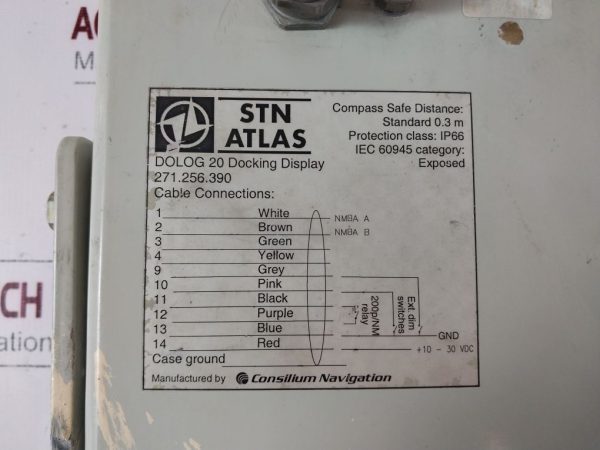 AC
M
STN
ATLAS
Compass Safe Distance:
Standard 0.3 m
Protection class: IP66
IEC 60945 category:
Exposed
DOLOG 20 Docking Display
271.256.390
Cable Connections:
1 White NMEA A
2 Brown NMEA B
3 Green
4 Yellow
9 Grey
10 Pink
11 Black
12 Purple
13 Blue
14 Red
200p/NM
relay
Ext. dim
switches
GND
+10 - 30 VDC
Case ground
Manufactured by Consilium Navigation
CH
ation